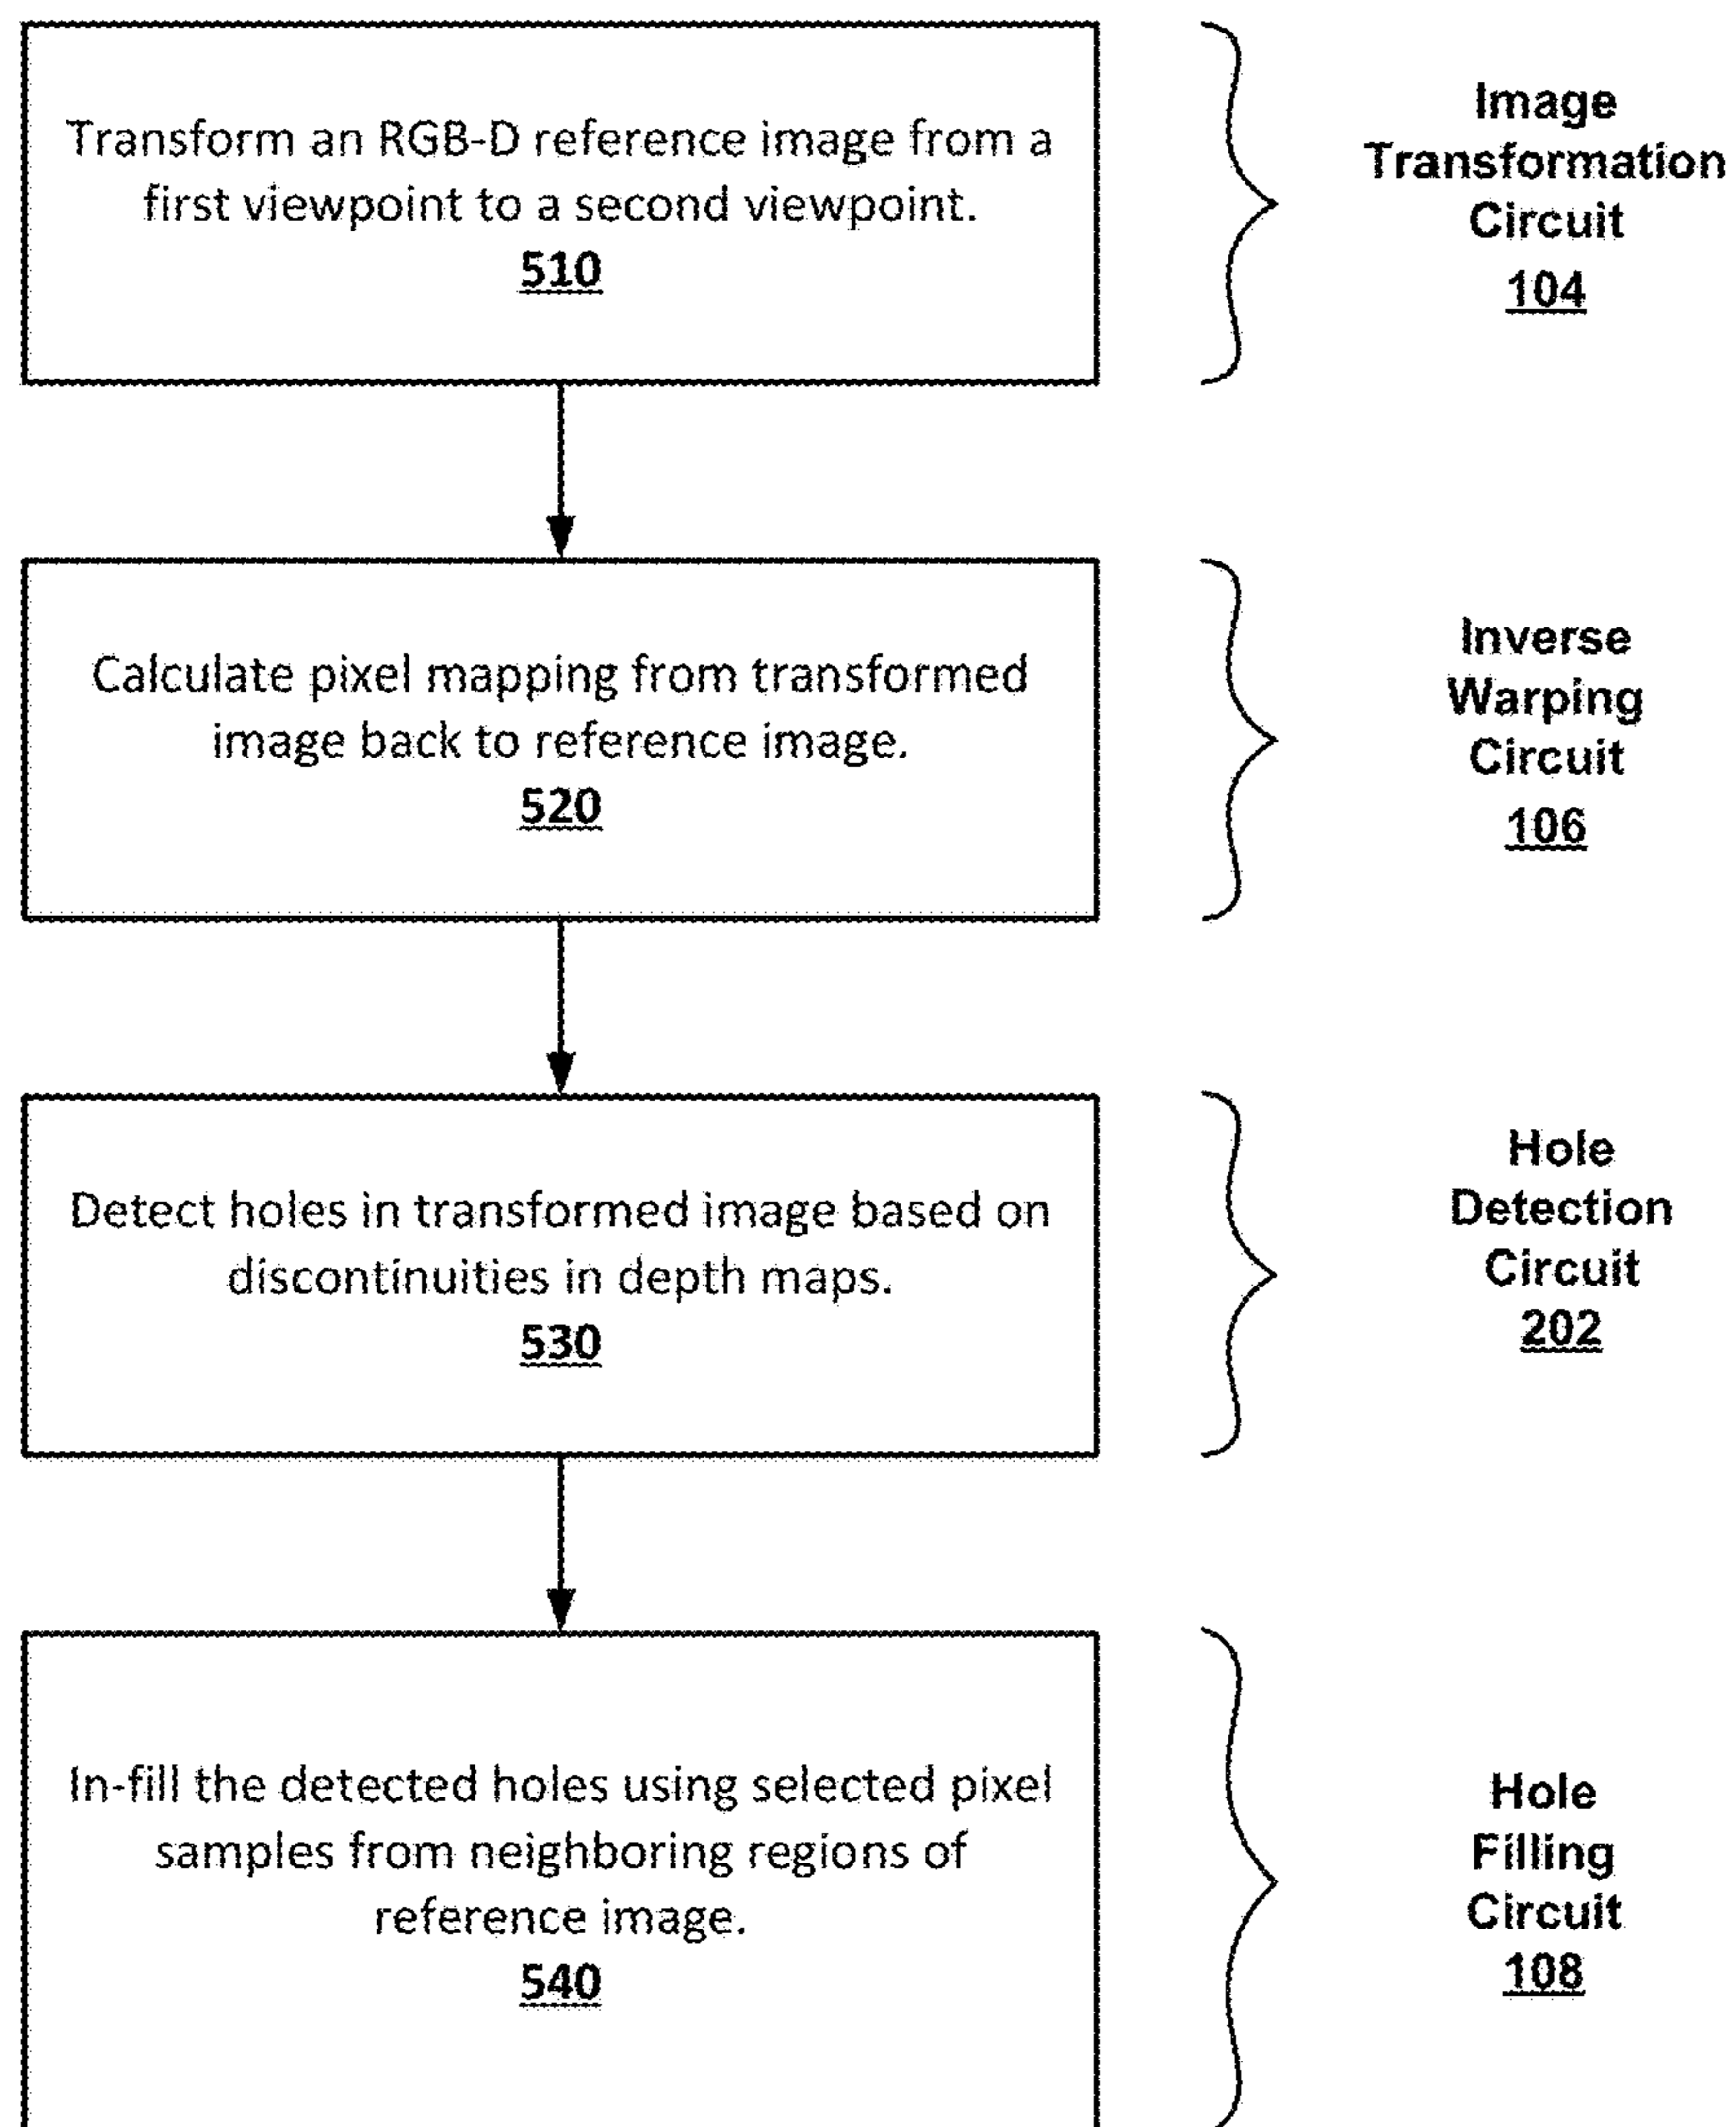 Transform an RGB-D reference image from a
first viewpoint to a second viewpoint.
510
Image
Transformation
Circuit
104
Calculate pixel mapping from transformed
image back to reference image.
520
Inverse
Warping
Circuit
106
Detect holes in transformed image based on
discontinuities in depth maps.
530
Hole
Detection
Circuit
202
In-fill the detected holes using selected pixel
samples from neighboring regions of
reference image.
540
Hole
Filling
Circuit
108